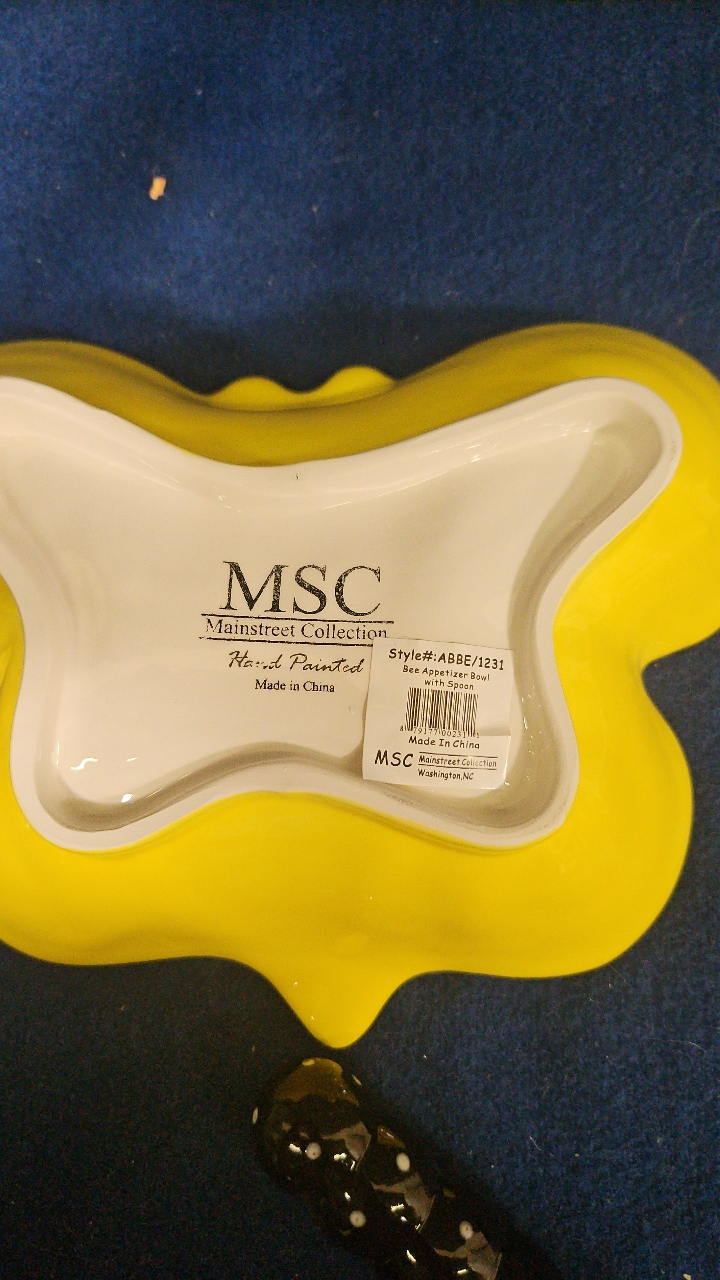 MSC
Mainstreet Collection
Hand Painted
Made in China
Style#:ABBE/1231
Bee Appetizer Bowl
with Spoon
Made In China
MSC Mainstreet Collection
Washington,NC